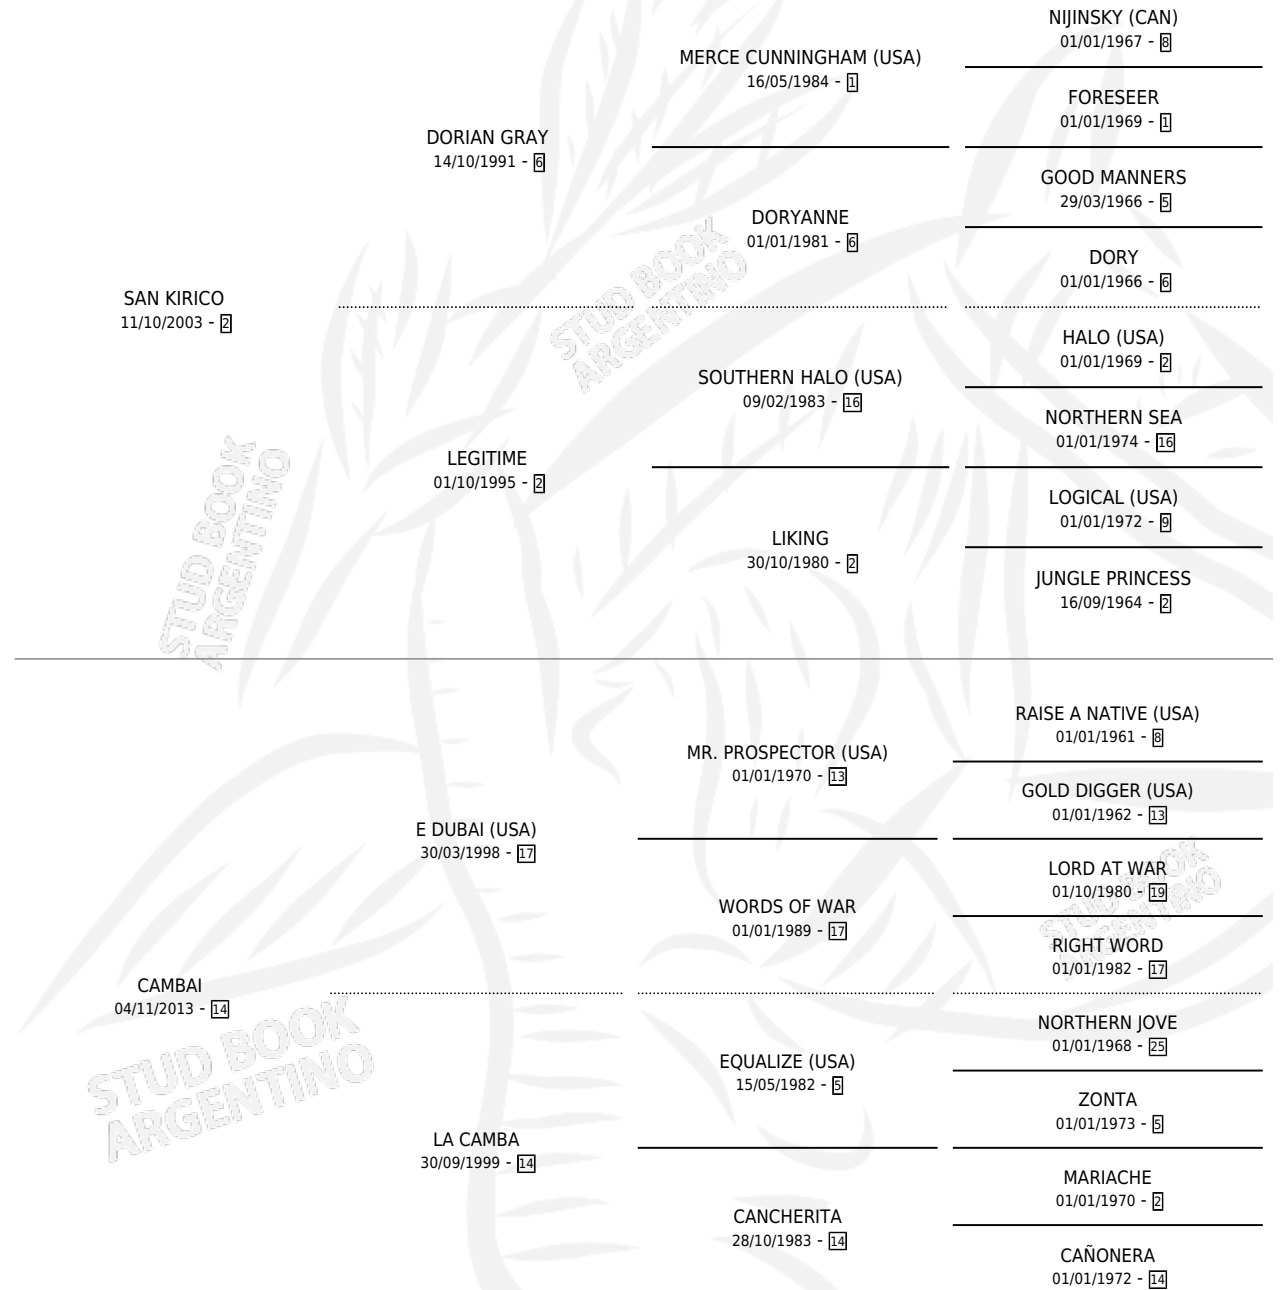 NIJINSKY (CAN)
01/01/1967 - 8
MERCE CUNNINGHAM (USA)
16/05/1984 - 1
FORESEER
01/01/1969 - 1
DORIAN GRAY
14/10/1991 - 6
GOOD MANNERS
29/03/1966 - 5
DORYANNE
01/01/1981 - 6
DORY
01/01/1966 - 6
SAN KIRICO
11/10/2003 - 2
HALO (USA)
01/01/1969 - 2
SOUTHERN HALO (USA)
09/02/1983 - 16
NORTHERN SEA
01/01/1974 - 16
LEGITIME
01/10/1995 - 2
LOGICAL (USA)
01/01/1972 - 9
LIKING
30/10/1980 - 2
JUNGLE PRINCESS
16/09/1964 - 2
RAISE A NATIVE (USA)
01/01/1961 - 8
MR. PROSPECTOR (USA)
01/01/1970 - 13
GOLD DIGGER (USA)
01/01/1962 - 13
E DUBAI (USA)
30/03/1998 - 17
LORD AT WAR
01/10/1980 - 19
WORDS OF WAR
01/01/1989 - 17
RIGHT WORD
01/01/1982 - 17
CAMBAI
04/11/2013 - 14
NORTHERN JOVE
01/01/1968 - 25
EQUALIZE (USA)
15/05/1982 - 5
ZONTA
01/01/1973 - 5
LA CAMBA
30/09/1999 - 14
MARIACHE
01/01/1970 - 2
CANCHERITA
28/10/1983 - 14
CAÑONERA
01/01/1972 - 14
STUD BOOK
ARGENTINO
STUD BOOK
ARGENTINO
STUD BOOK
ARGENTINO
STUD BOOK
ARGENTINO